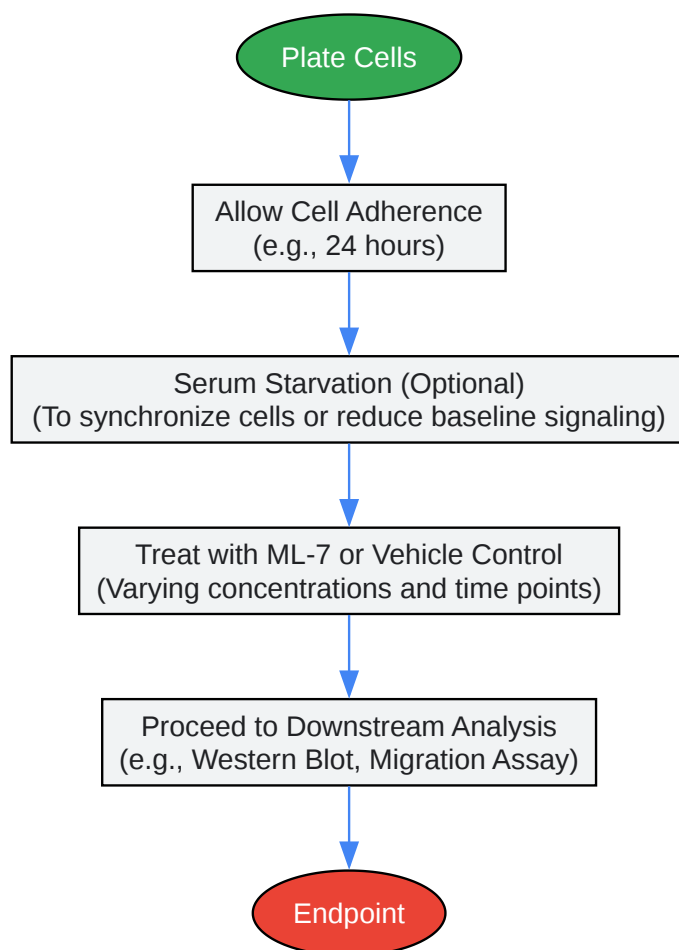 Plate Cells
Allow Cell Adherence
(e.g., 24 hours)
Serum Starvation (Optional)
(To synchronize cells or reduce baseline signaling)
Treat with ML-7 or Vehicle Control
(Varying concentrations and time points)
Proceed to Downstream Analysis
(e.g., Western Blot, Migration Assay)
Endpoint